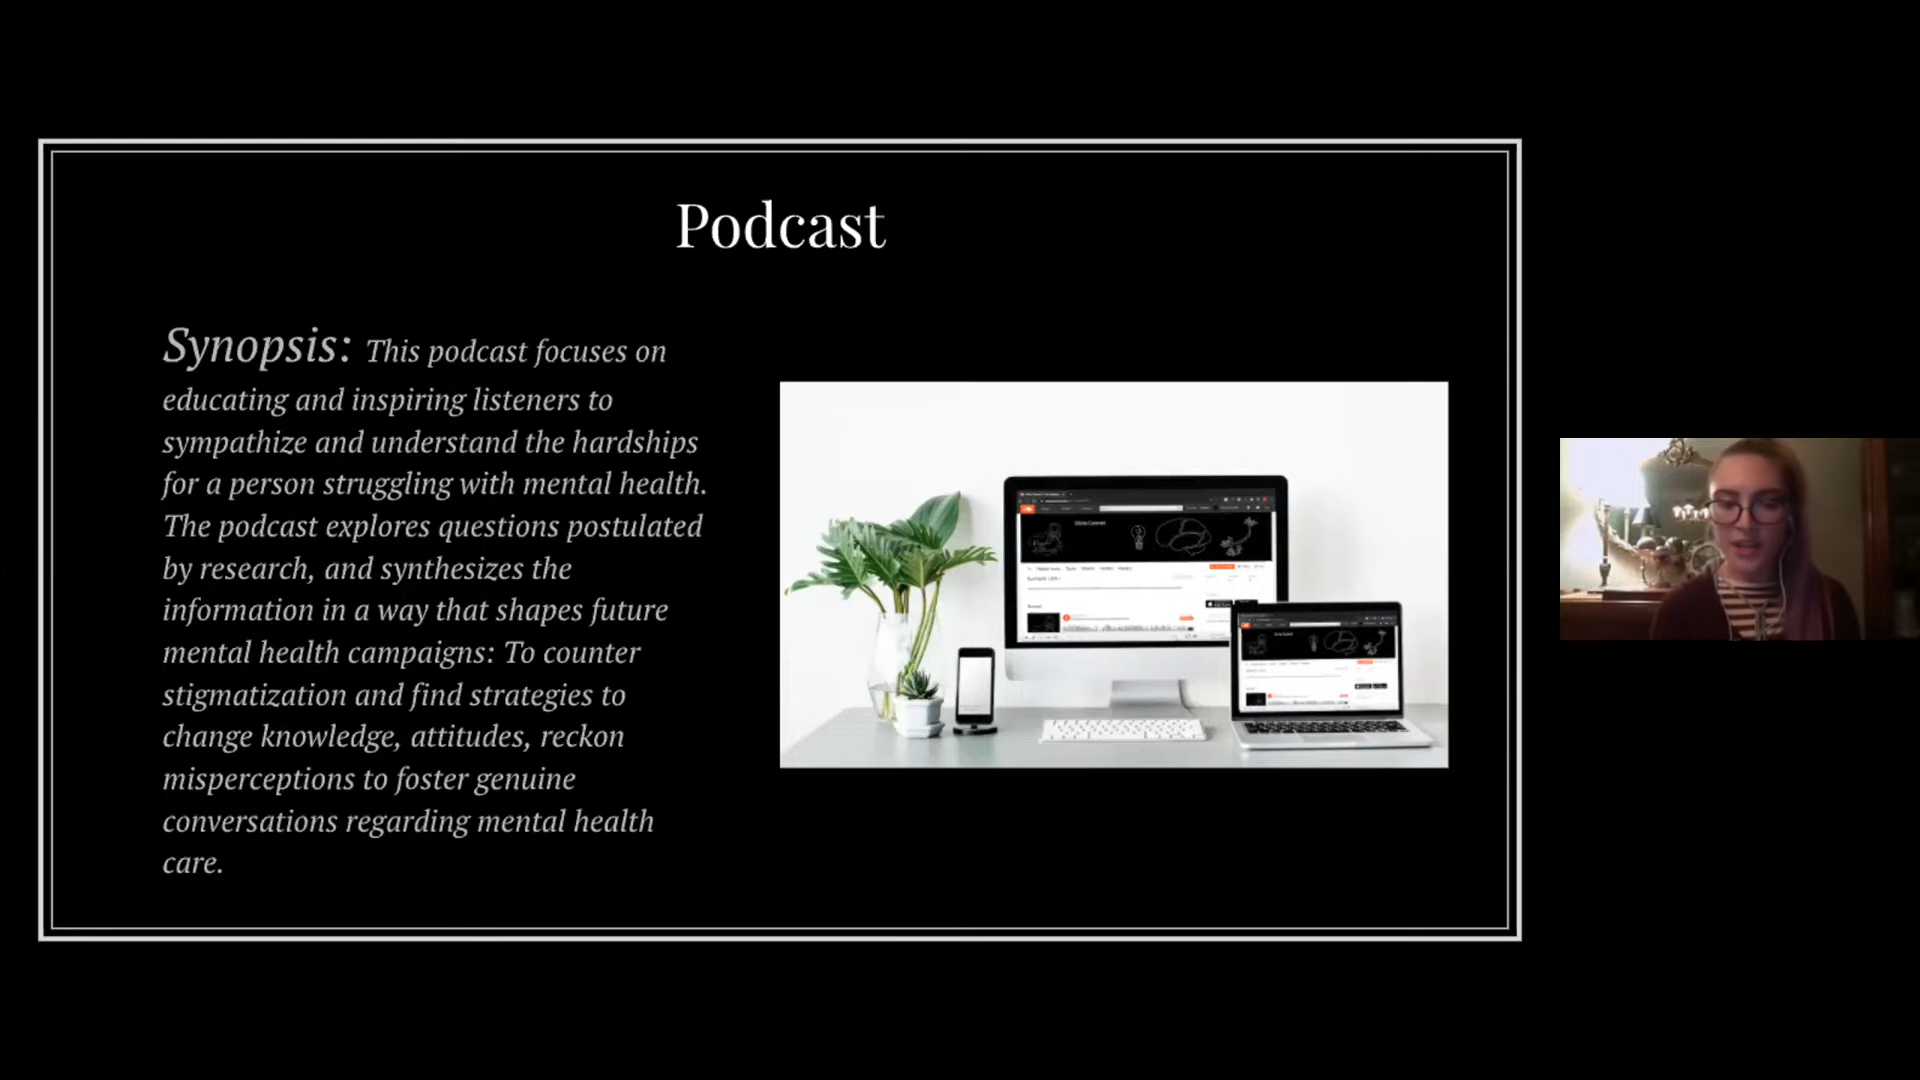 Podcast
Synopsis: This podcast focuses on
educating and inspiring listeners to
sympathize and understand the hardships
for a person struggling with mental health.
The podcast explores questions postulated
by research, and synthesizes the
information in a way that shapes future
mental health campaigns: To counter
stigmatization and find strategies to
change knowledge, attitudes, reckon
misperceptions to foster genuine
conversations regarding mental health
care.